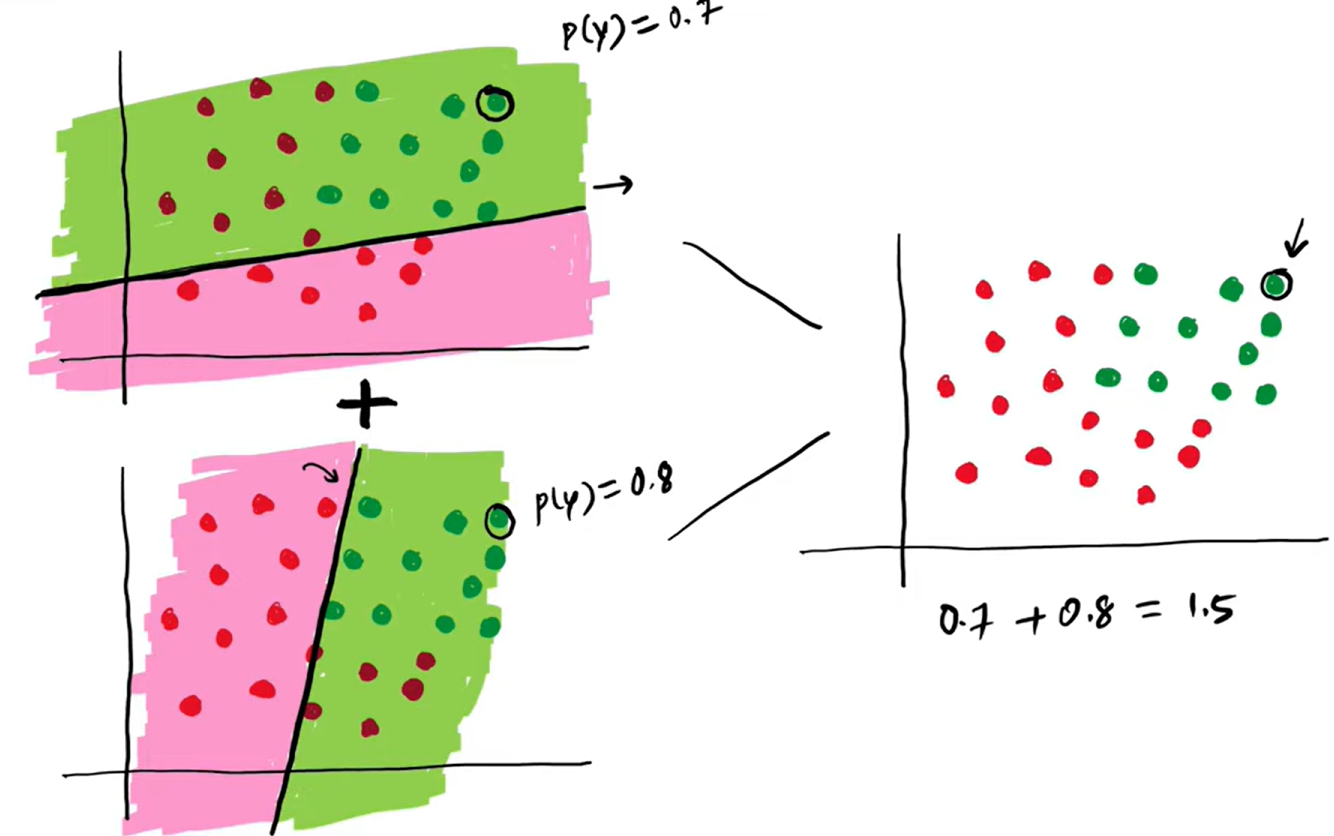 P(y) = 0.7
+
P(y) = 0.8
0.7 + 0.8 = 1.5